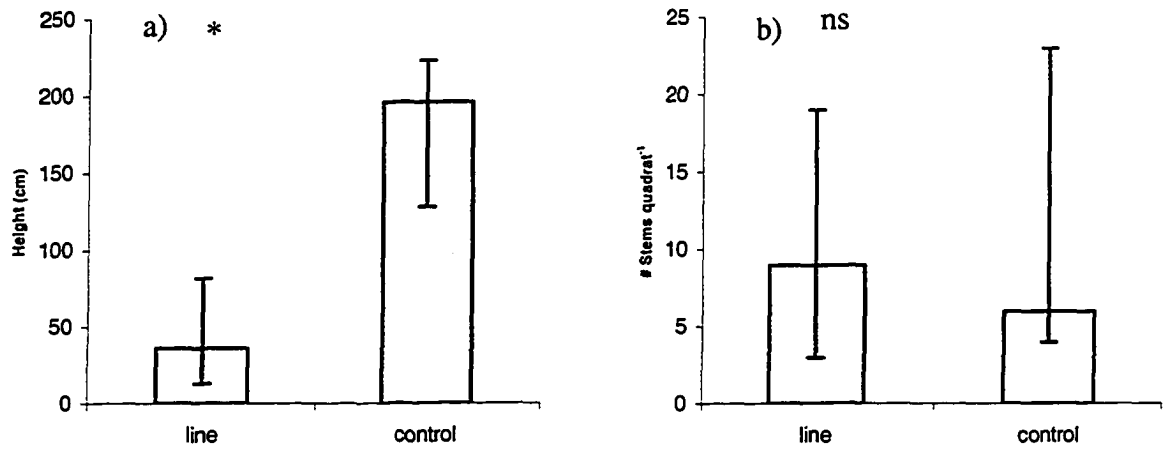 a) *
Height (cm)
250
200
150
100
50
0
line control
b) ns
# Stems quadrat⁻¹
25
20
15
10
5
0
line control